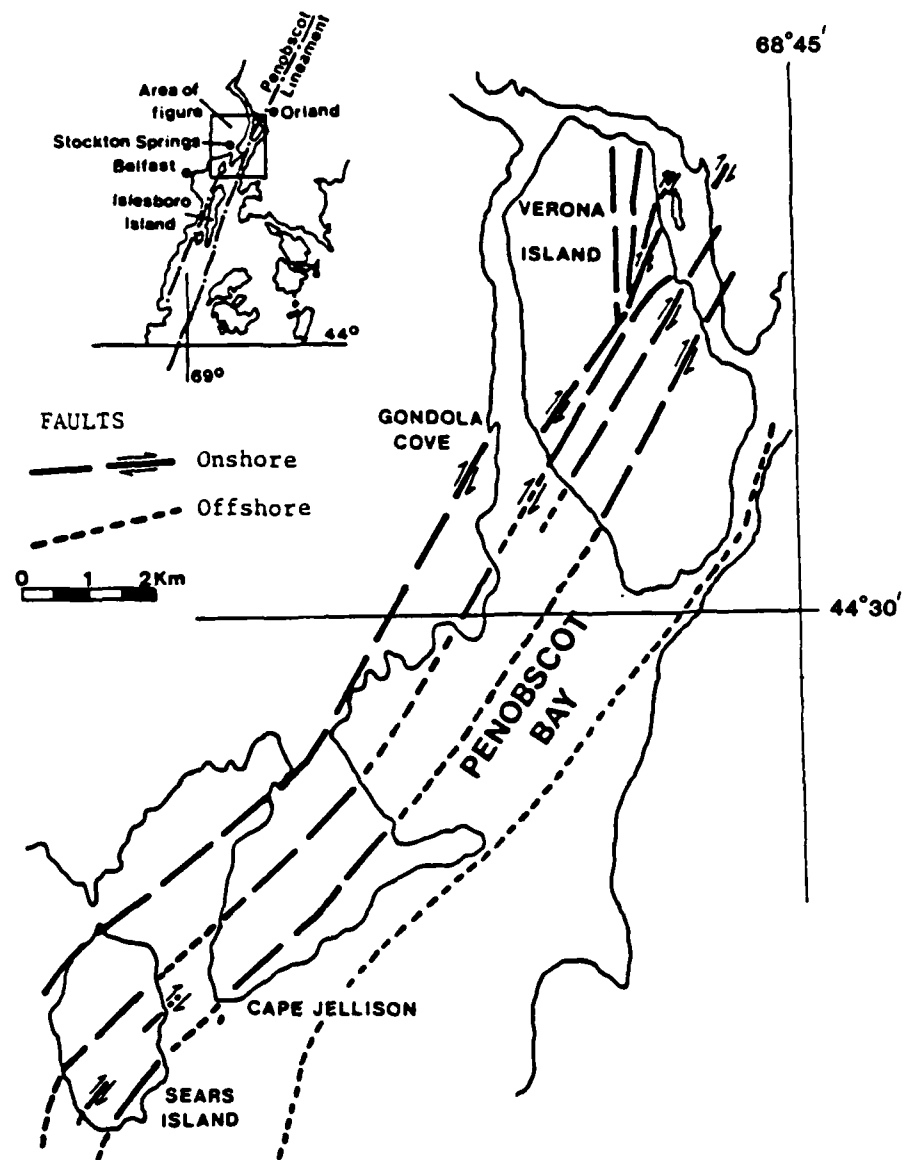 Penobscot
Lineament
Area of
figure
Orland
Stockton Springs
Belfast
Islesboro
Island
44°
69°
68°45′
VERONA
ISLAND
GONDOLA
COVE
FAULTS
Onshore
Offshore
0 1 2Km
44°30′
PENOBSCOT
BAY
CAPE JELLISON
SEARS
ISLAND